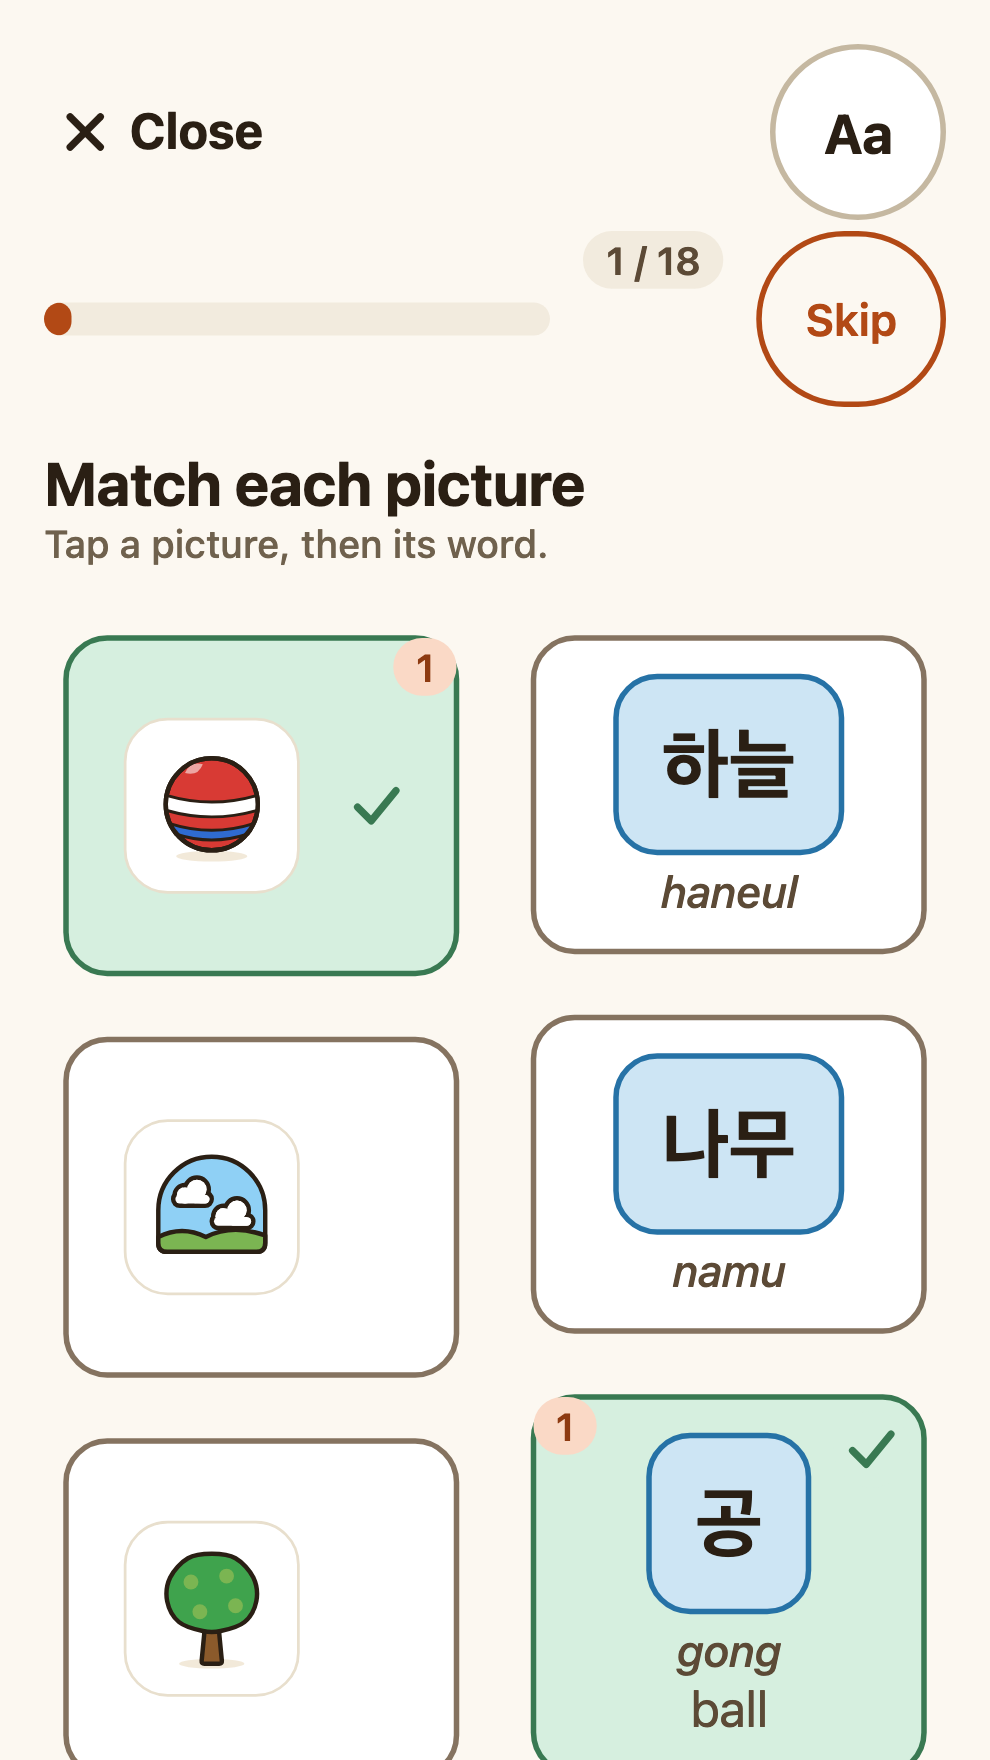 Close
Aa
1 / 18
Skip
Match each picture
Tap a picture, then its word.
1
하늘
haneul
나무
namu
1
공
gong
ball